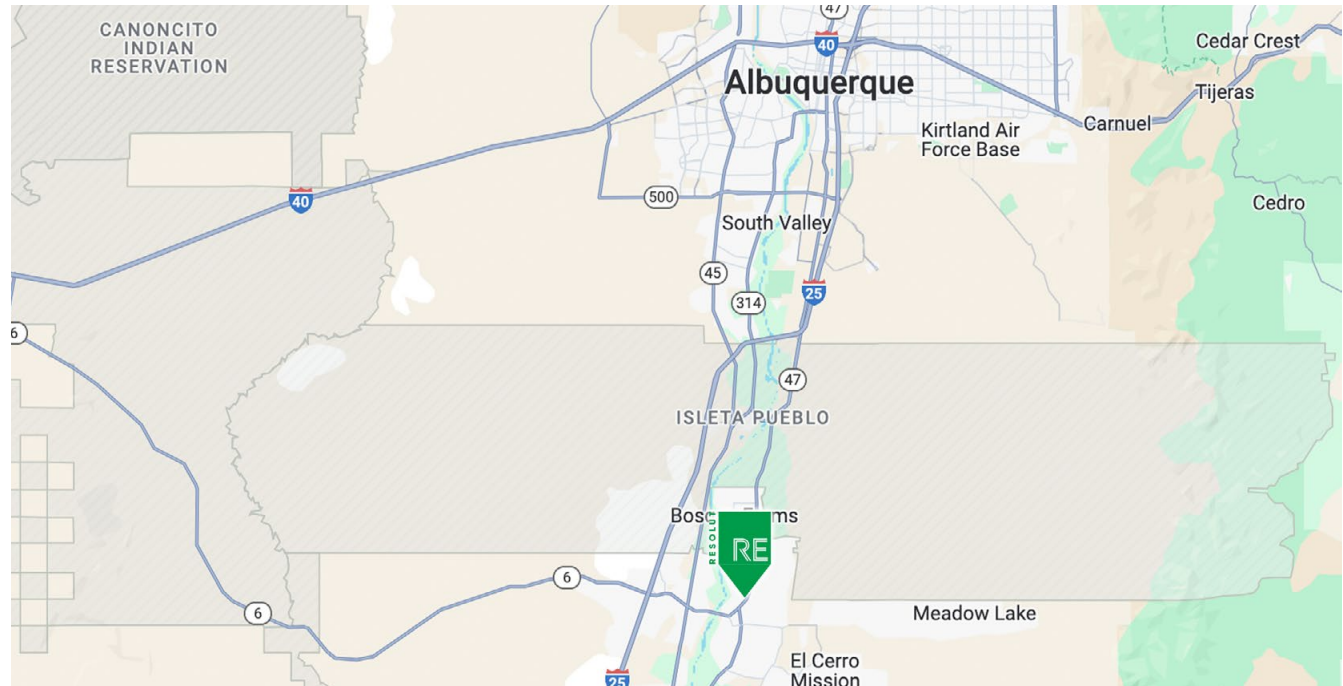 CANONCITO
INDIAN
RESERVATION
47
40
Cedar Crest
Albuquerque
Tijeras
Carnuel
Kirtland Air
Force Base
40
500
Cedro
South Valley
45
25
314
6
47
ISLETA PUEBLO
RESOLUT
RE
6
6
Meadow Lake
El Cerro
Mission
25